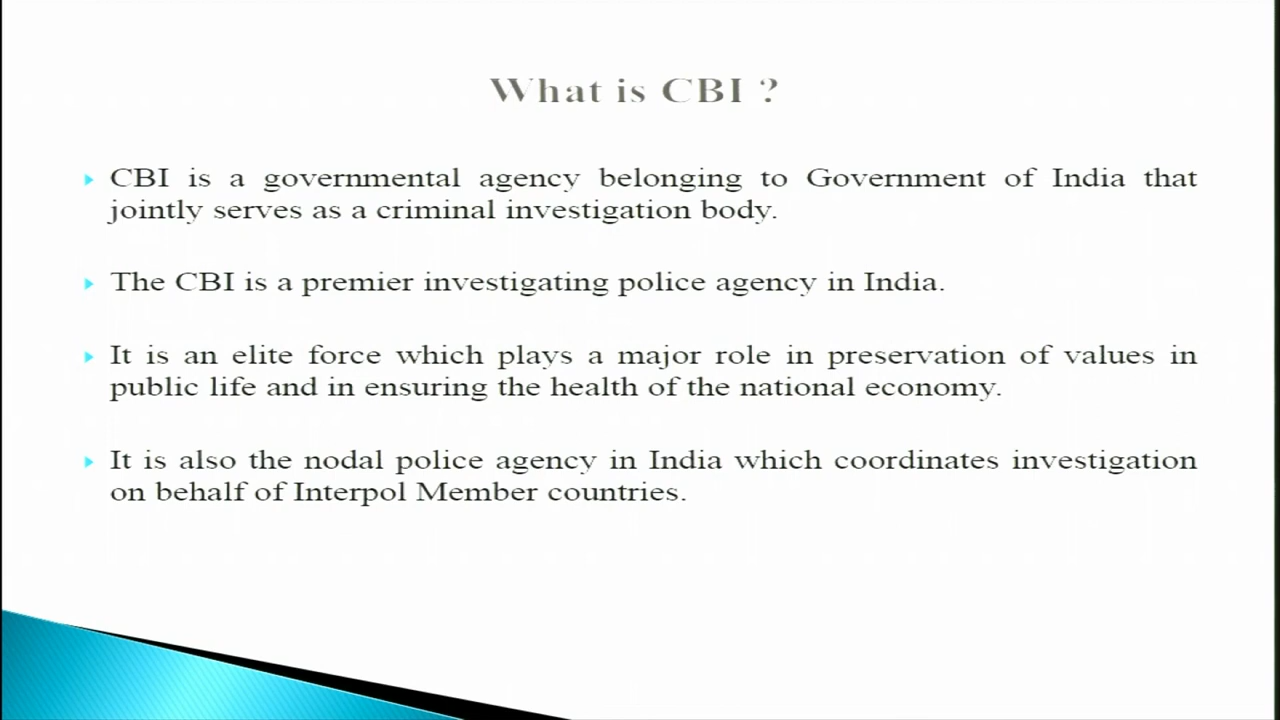 What is CBI ?
CBI is a governmental agency belonging to Government of India that
jointly serves as a criminal investigation body.
The CBI is a premier investigating police agency in India.
It is an elite force which plays a major role in preservation of values in
public life and in ensuring the health of the national economy.
It is also the nodal police agency in India which coordinates investigation
on behalf of Interpol Member countries.